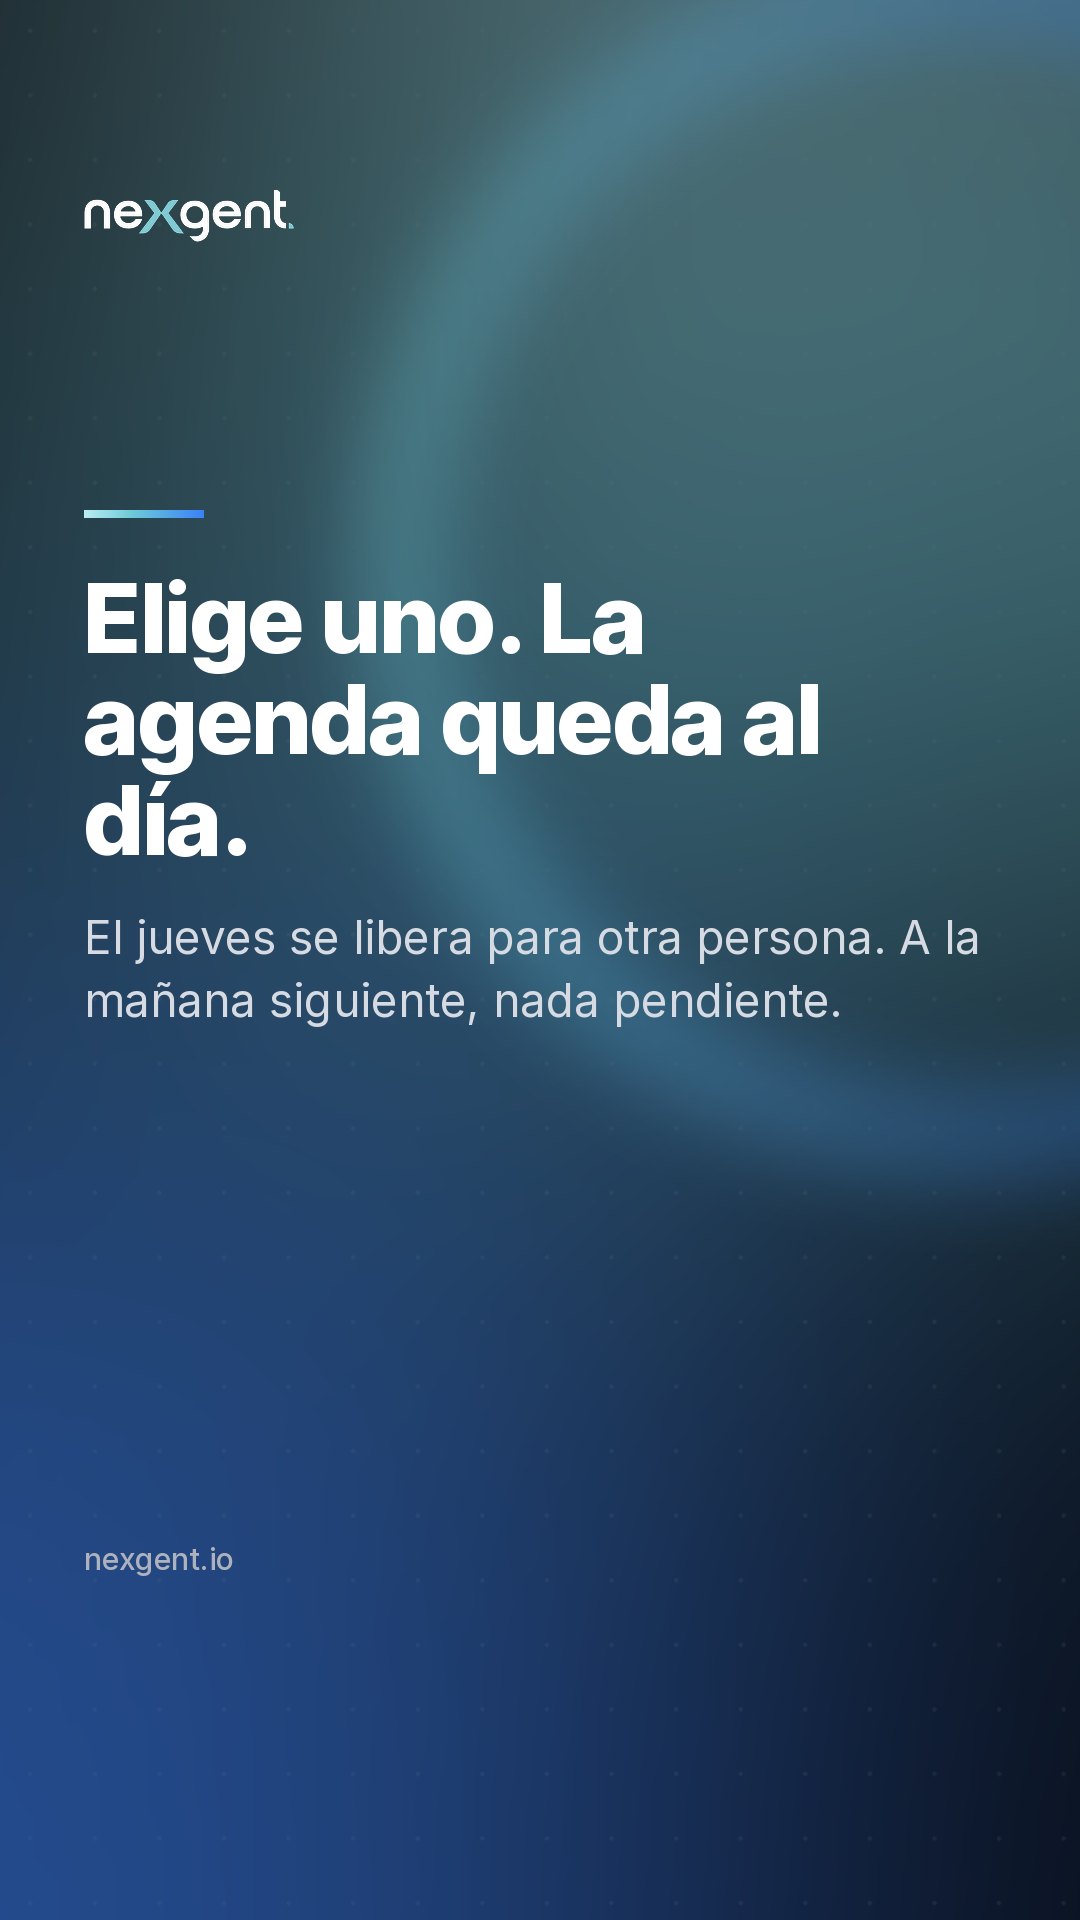 nexgent.
Elige uno. La
agenda queda al
día.
El jueves se libera para otra persona. A la
mañana siguiente, nada pendiente.
nexgent.io